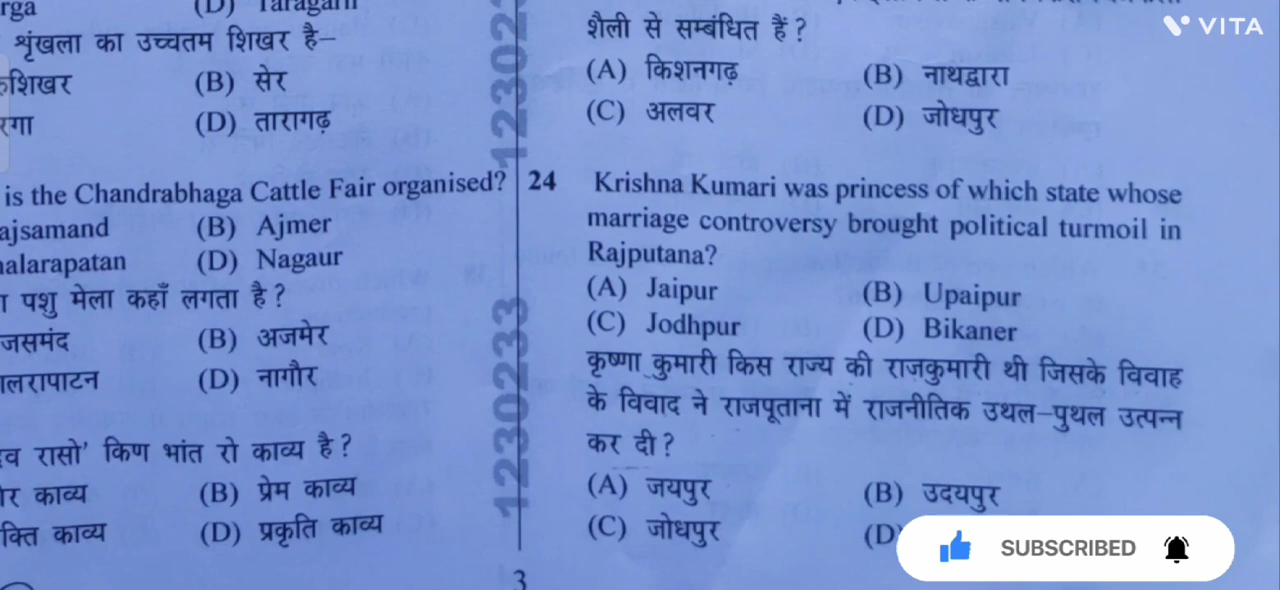 rga (D) Taragarh
श्रृंखला का उच्चतम शिखर है–
शिखर (B) सेर
गा (D) तारागढ़
is the Chandrabhaga Cattle Fair organised?
ajsamand (B) Ajmer
alarapatan (D) Nagaur
पशु मेला कहाँ लगता है?
जसमंद (B) अजमेर
लरापाटन (D) नागौर
रासो' किण भांत रो काव्य है?
काव्य (B) प्रेम काव्य
क्ति काव्य (D) प्रकृति काव्य
1230233
123023
3
शैली से सम्बंधित हैं?
(A) किशनगढ़ (B) नाथद्वारा
(C) अलवर (D) जोधपुर
24 Krishna Kumari was princess of which state whose
marriage controversy brought political turmoil in
Rajputana?
(A) Jaipur (B) Upaipur
(C) Jodhpur (D) Bikaner
कृष्णा कुमारी किस राज्य की राजकुमारी थी जिसके विवाह
के विवाद ने राजपूताना में राजनीतिक उथल–पुथल उत्पन्न
कर दी?
(A) जयपुर (B) उदयपुर
(C) जोधपुर (D)
VITA
SUBSCRIBED